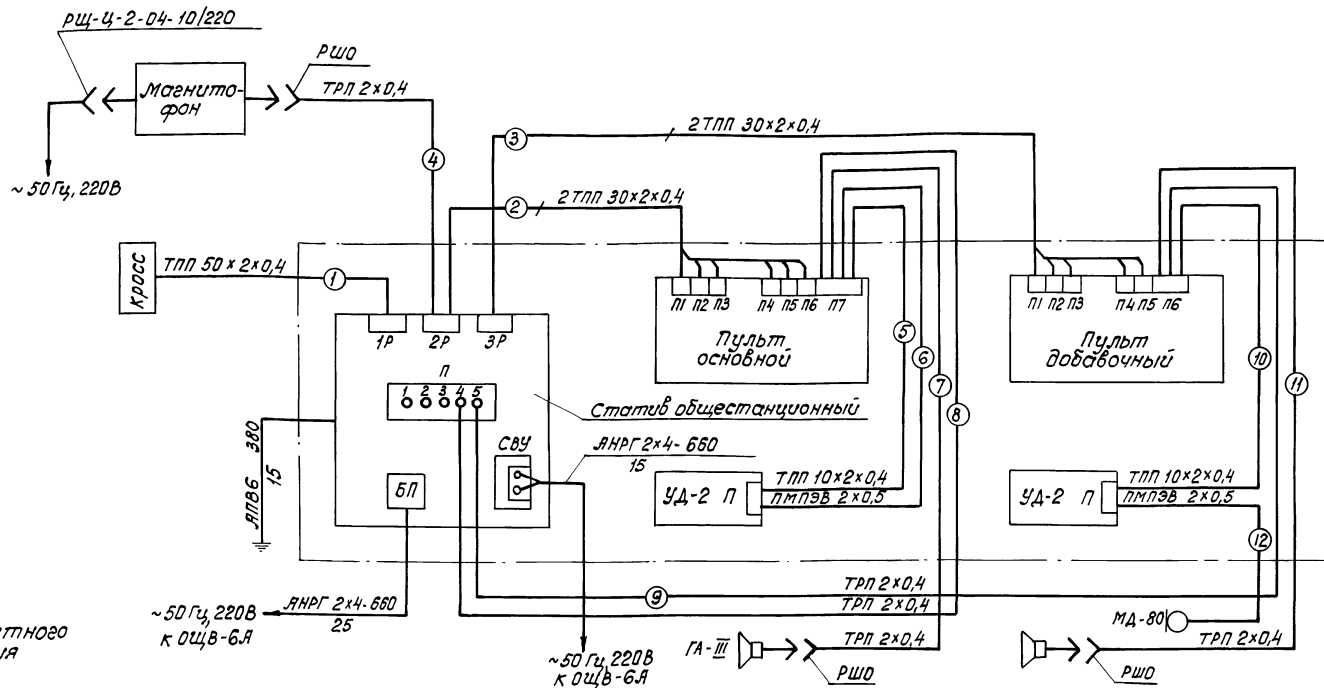 РЩ-Ц-2-04-10/220
РШО
Магнито-
фон
ТРП 2×0,4
~50Гц, 220В
4
3
2ТПП 30×2×0,4
2
2ТПП 30×2×0,4
КРОСС
ТПП 50×2×0,4
1
1Р 2Р 3Р
П
1 2 3 4 5
Статив общестанционный
СВУ
АНРГ 2×4-660
15
БП
АПВ6 380
15
~50Гц, 220В
к ОЩВ-6А
АНРГ 2×4-660
25
~50Гц, 220В
к ОЩВ-6А
П1 П2 П3 П4 П5 П6 П7
Пульт
основной
5
6
7
8
УД-2 П
ТПП 10×2×0,4
ПМПЭВ 2×0,5
П1 П2 П3 П4 П5 П6
Пульт
добавочный
10
11
УД-2 П
ТПП 10×2×0,4
ПМПЭВ 2×0,5
12
9
ТРП 2×0,4
ТРП 2×0,4
ГА-III
ТРП 2×0,4
РШО
МД-80
ТРП 2×0,4
РШО